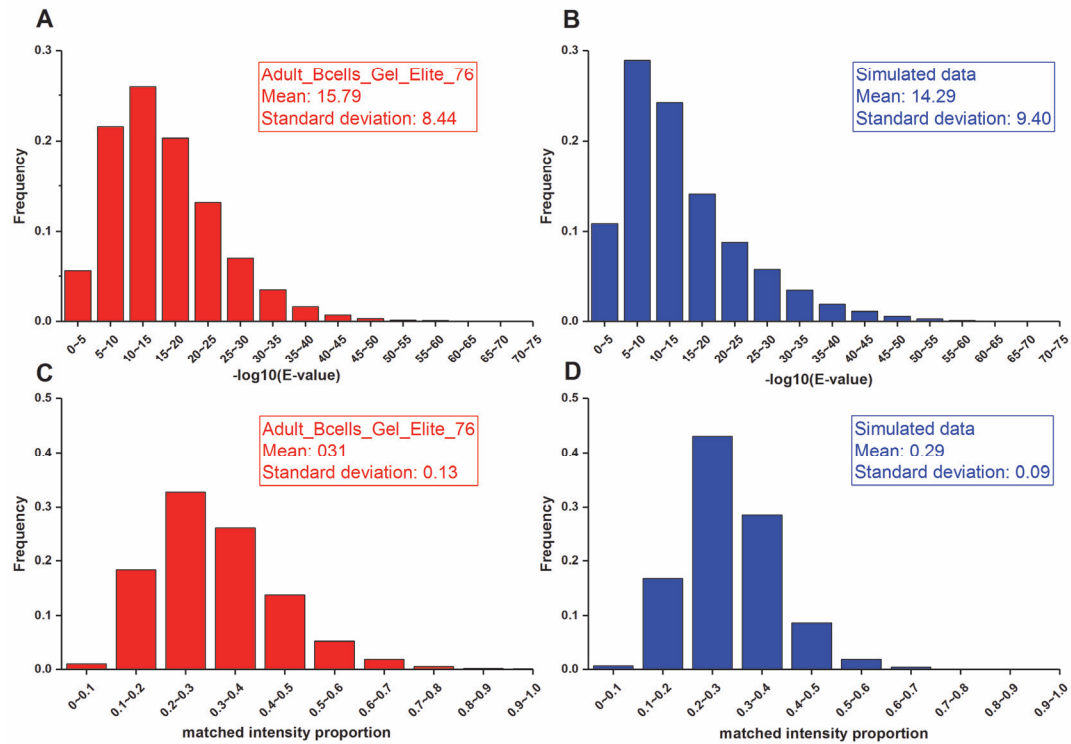 A
Frequency
0.3
0.2
0.1
0.0
Adult_Bcells_Gel_Elite_76
Mean: 15.79
Standard deviation: 8.44
0~5
5~10
10~15
15~20
20~25
25~30
30~35
35~40
40~45
45~50
50~55
55~60
60~65
65~70
70~75
-log10(E-value)
B
Frequency
0.3
0.2
0.1
0.0
Simulated data
Mean: 14.29
Standard deviation: 9.40
0~5
5~10
10~15
15~20
20~25
25~30
30~35
35~40
40~45
45~50
50~55
55~60
60~65
65~70
70~75
-log10(E-value)
C
Frequency
0.5
0.4
0.3
0.2
0.1
0.0
Adult_Bcells_Gel_Elite_76
Mean: 031
Standard deviation: 0.13
0~0.1
0.1~0.2
0.2~0.3
0.3~0.4
0.4~0.5
0.5~0.6
0.6~0.7
0.7~0.8
0.8~0.9
0.9~1.0
matched intensity proportion
D
Frequency
0.5
0.4
0.3
0.2
0.1
0.0
Simulated data
Mean: 0.29
Standard deviation: 0.09
0~0.1
0.1~0.2
0.2~0.3
0.3~0.4
0.4~0.5
0.5~0.6
0.6~0.7
0.7~0.8
0.8~0.9
0.9~1.0
matched intensity proportion